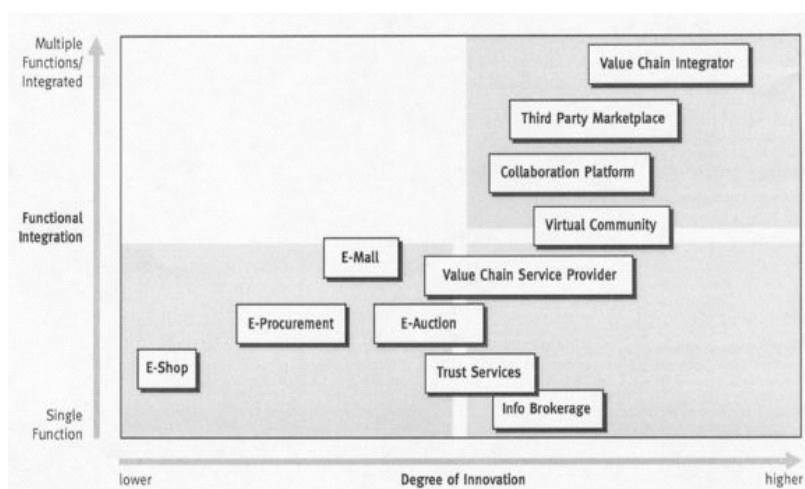 Multiple
Functions/
Integrated
Value Chain Integrator
Third Party Marketplace
Collaboration Platform
Functional
Integration
Virtual Community
E-Mall
Value Chain Service Provider
E-Procurement
E-Auction
E-Shop
Trust Services
Info Brokerage
Single
Function
lower
Degree of Innovation
higher